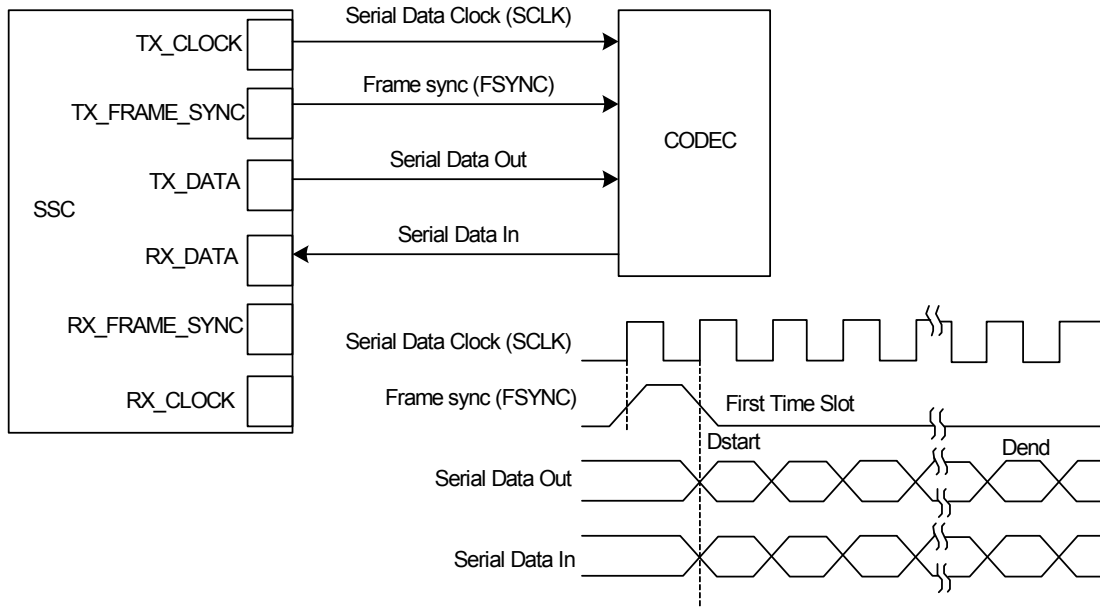 Serial Data Clock (SCLK)
TX_CLOCK
Frame sync (FSYNC)
TX_FRAME_SYNC
CODEC
Serial Data Out
TX_DATA
SSC
Serial Data In
RX_DATA
RX_FRAME_SYNC
Serial Data Clock (SCLK)
RX_CLOCK
Frame sync (FSYNC)
First Time Slot
Dstart
Dend
Serial Data Out
Serial Data In